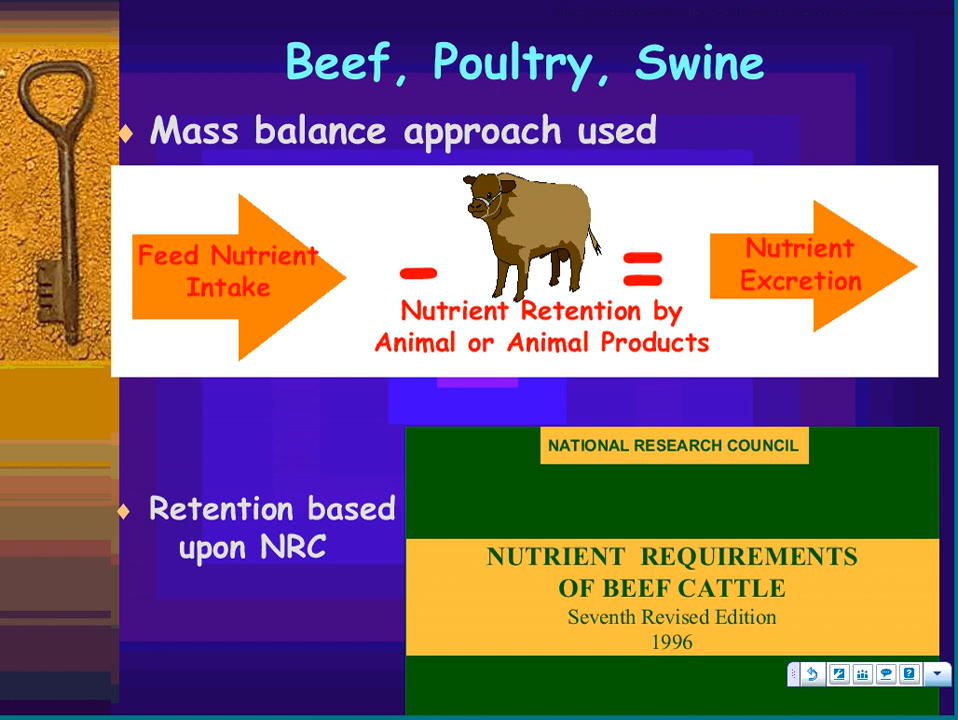 Beef, Poultry, Swine
Mass balance approach used
Feed Nutrient
Intake
Nutrient Retention by
Animal or Animal Products
Nutrient
Excretion
Retention based
upon NRC
NATIONAL RESEARCH COUNCIL
NUTRIENT REQUIREMENTS
OF BEEF CATTLE
Seventh Revised Edition
1996